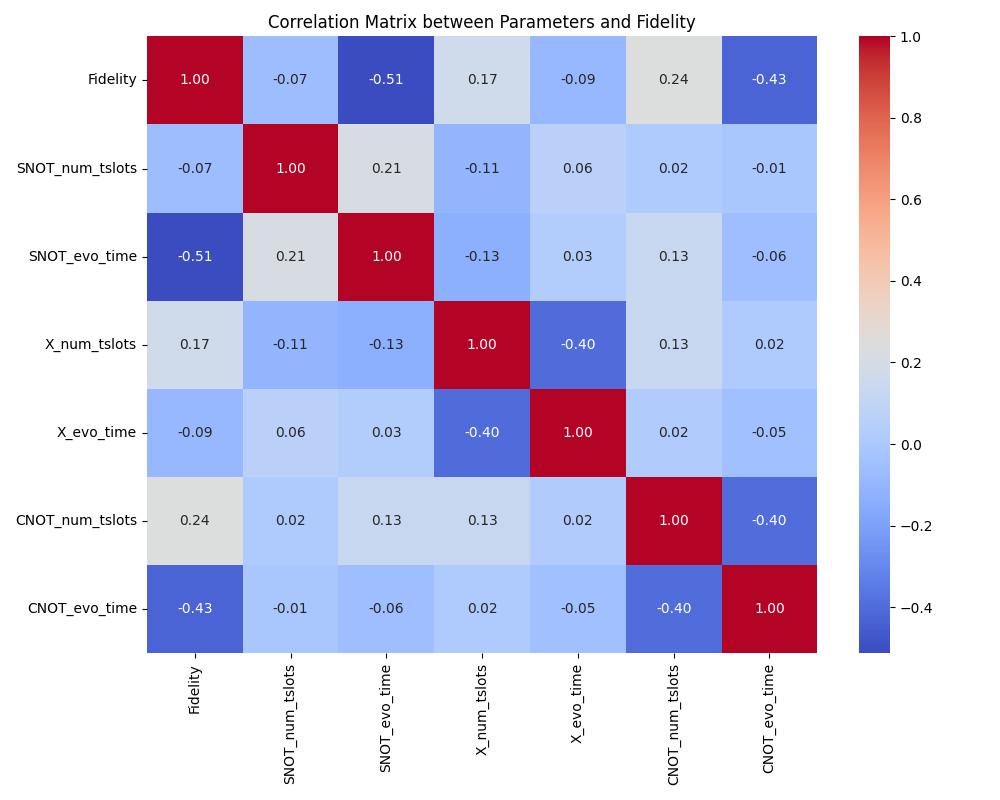 Correlation Matrix between Parameters and Fidelity
Fidelity 1.00 -0.07 -0.51 0.17 -0.09 0.24 -0.43
SNOT_num_tslots -0.07 1.00 0.21 -0.11 0.06 0.02 -0.01
SNOT_evo_time -0.51 0.21 1.00 -0.13 0.03 0.13 -0.06
X_num_tslots 0.17 -0.11 -0.13 1.00 -0.40 0.13 0.02
X_evo_time -0.09 0.06 0.03 -0.40 1.00 0.02 -0.05
CNOT_num_tslots 0.24 0.02 0.13 0.13 0.02 1.00 -0.40
CNOT_evo_time -0.43 -0.01 -0.06 0.02 -0.05 -0.40 1.00
Fidelity
SNOT_num_tslots
SNOT_evo_time
X_num_tslots
X_evo_time
CNOT_num_tslots
CNOT_evo_time
1.0
0.8
0.6
0.4
0.2
0.0
−0.2
−0.4